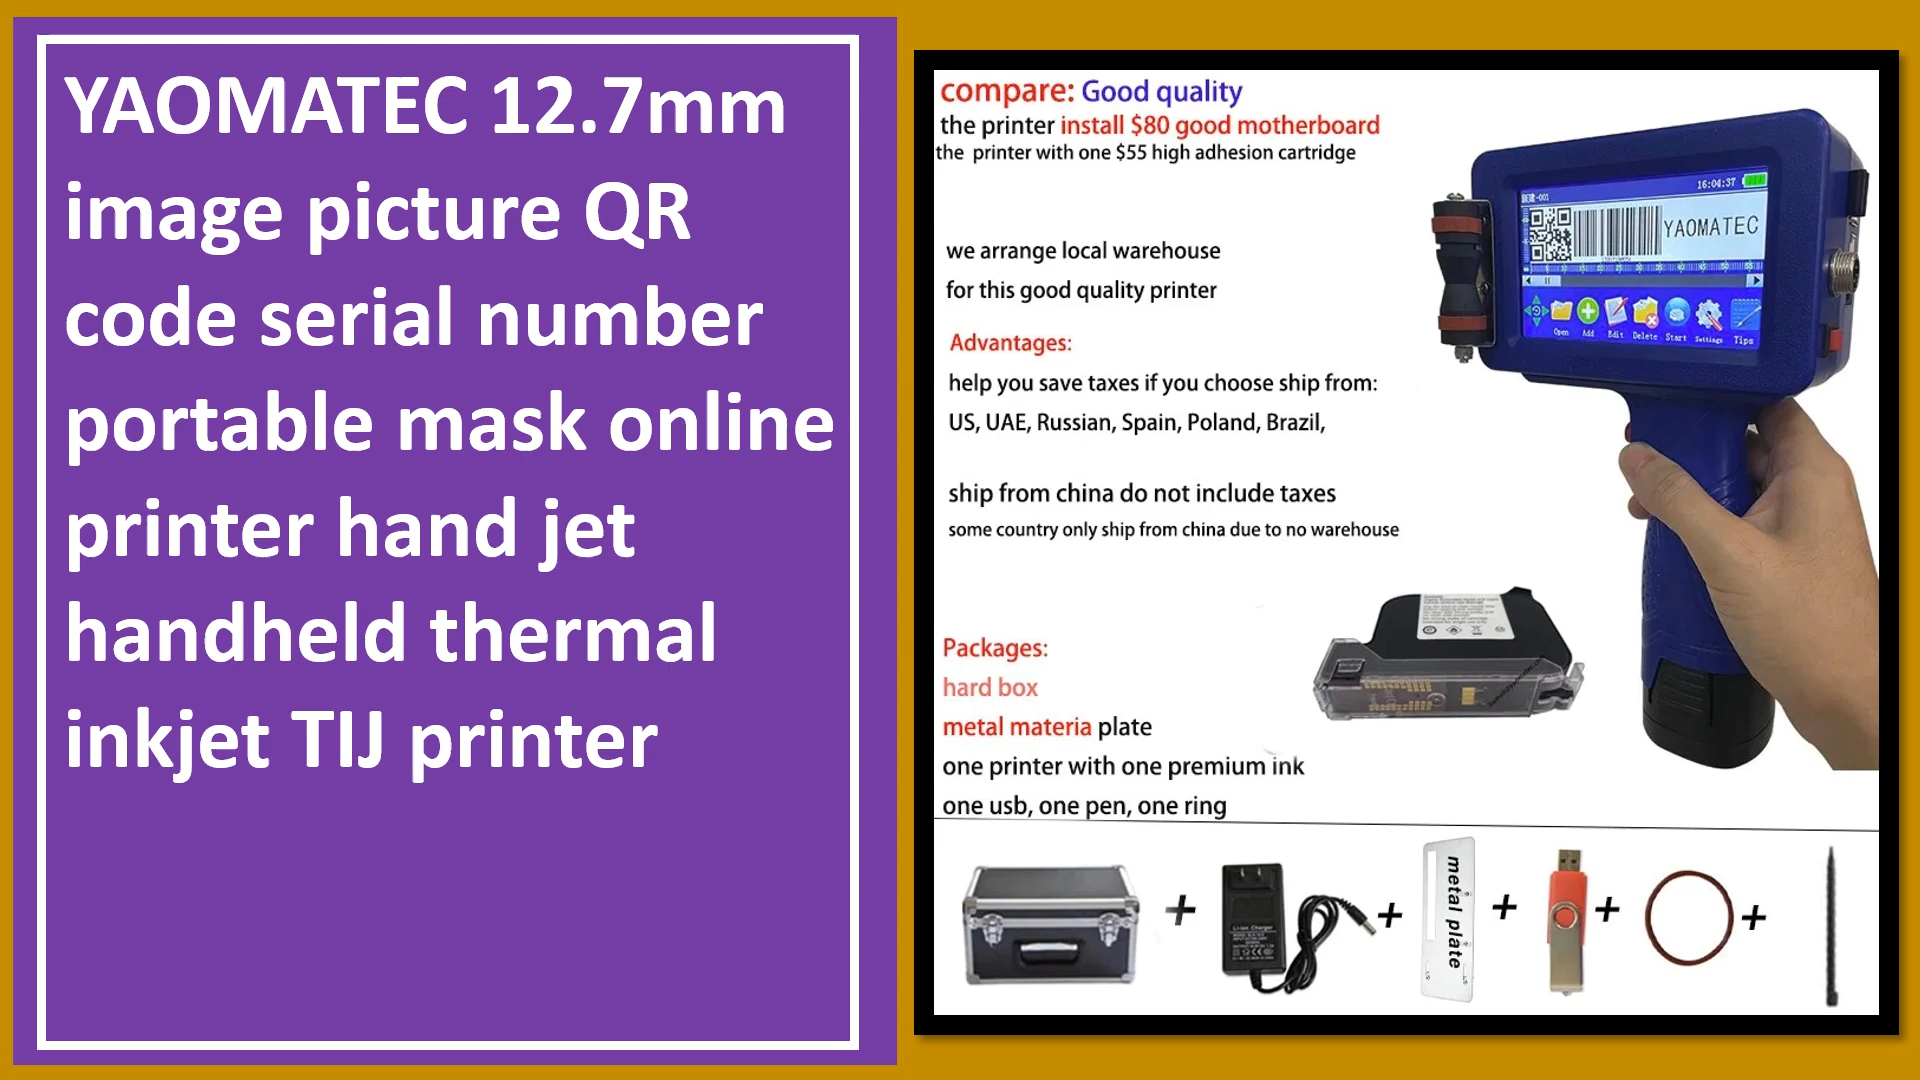 YAOMATEC 12.7mm
image picture QR
code serial number
portable mask online
printer hand jet
handheld thermal
inkjet TIJ printer
compare: Good quality
the printer install $80 good motherboard
the printer with one $55 high adhesion cartridge
we arrange local warehouse
for this good quality printer
Advantages:
help you save taxes if you choose ship from:
US, UAE, Russian, Spain, Poland, Brazil,
ship from china do not include taxes
some country only ship from china due to no warehouse
Packages:
hard box
metal materia plate
one printer with one premium ink
one usb, one pen, one ring
16:04:37
YAOMATEC
Open Add Edit Delete Start Settings Tips
+ + + + +
Li-ion Charger
metal plate